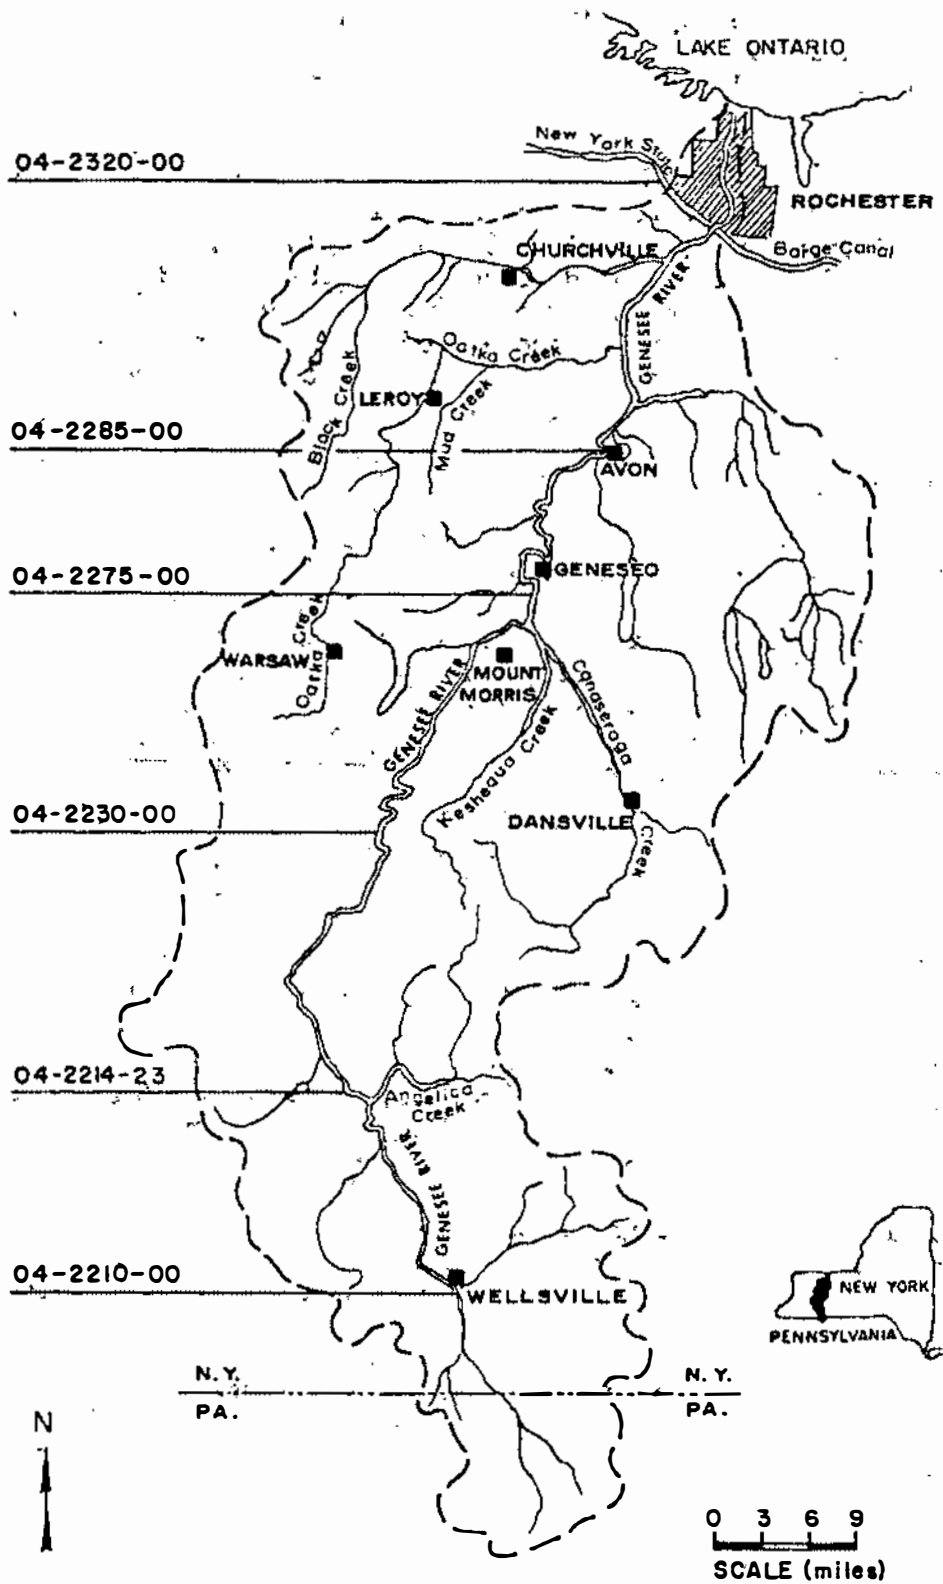 LAKE ONTARIO
New York State
04-2320-00
ROCHESTER
CHURCHVILLE
Barge Canal
GENESEE RIVER
Oatka Creek
Black Creek
LEROY
Mud Creek
04-2285-00
AVON
04-2275-00
GENESEO
Oatka Creek
WARSAW
MOUNT
MORRIS
GENESEE RIVER
Canaseraga
Creek
Kesheaua Creek
04-2230-00
DANSVILLE
04-2214-23
Angelica
Creek
GENESEE RIVER
04-2210-00
WELLSVILLE
NEW YORK
PENNSYLVANIA
N.Y.
N.Y.
PA.
PA.
N
0 3 6 9
SCALE (miles)